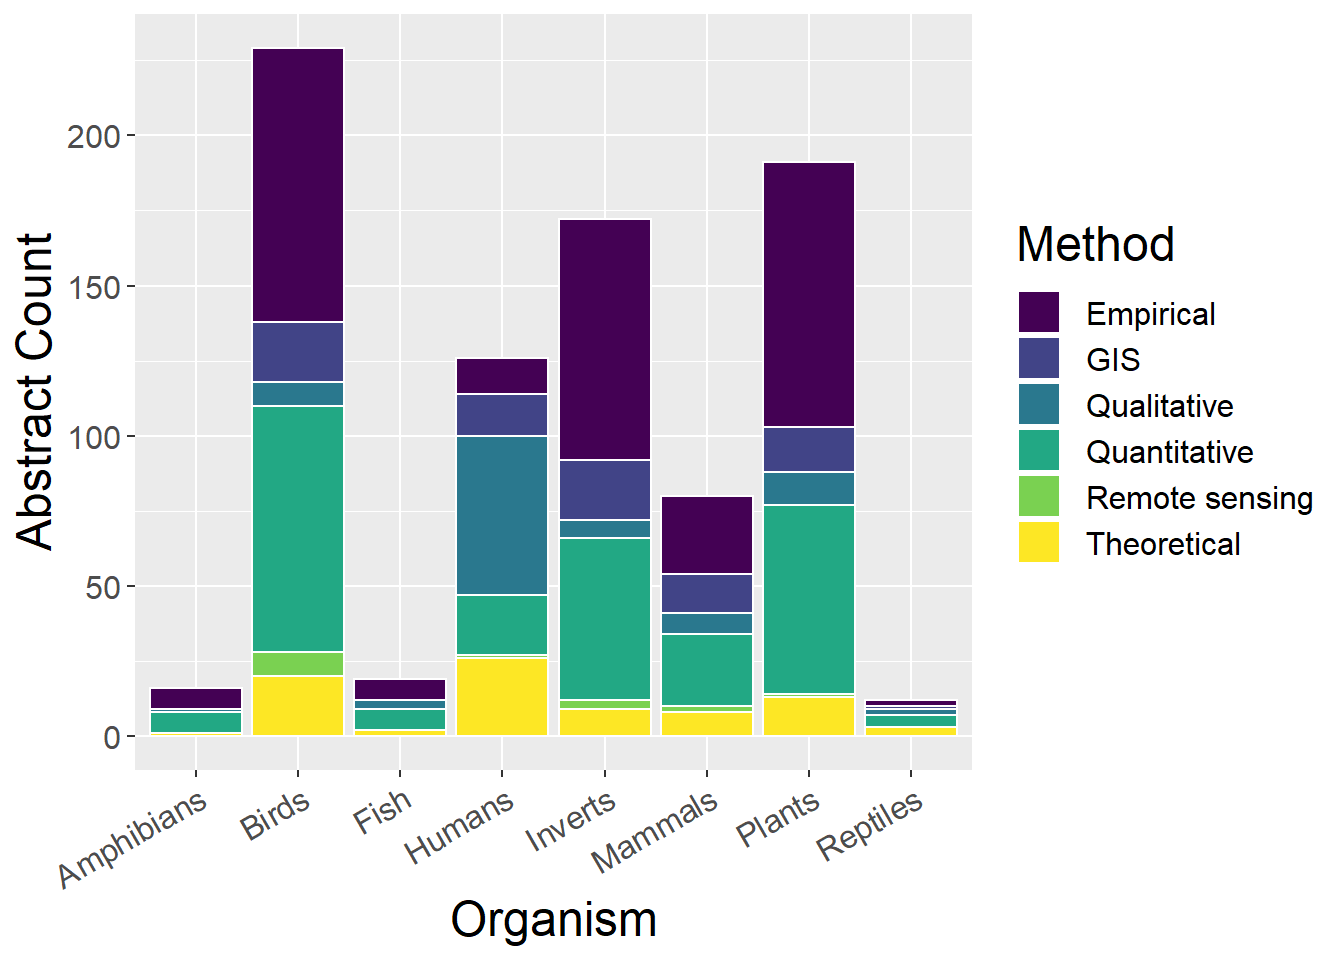 Abstract Count
200
150
100
50
0
Amphibians
Birds
Fish
Humans
Inverts
Mammals
Plants
Reptiles
Organism
Method
Empirical
GIS
Qualitative
Quantitative
Remote sensing
Theoretical